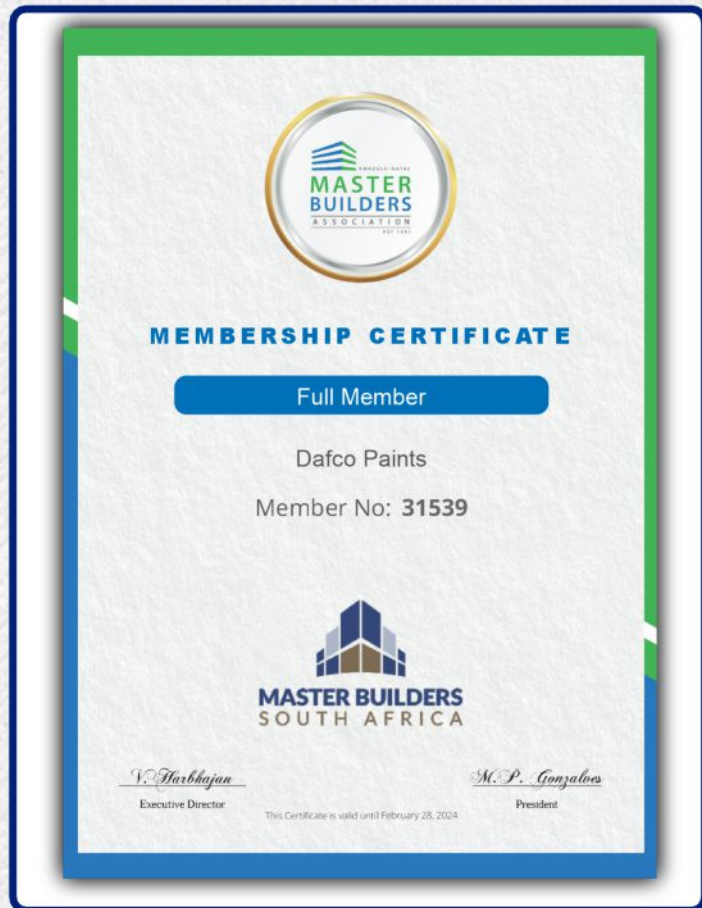 KWAZULU-NATAL
MASTER
BUILDERS
ASSOCIATION
EST 1901
MEMBERSHIP CERTIFICATE
Full Member
Dafco Paints
Member No: 31539
MASTER BUILDERS
SOUTH AFRICA
V. Harbhajan
Executive Director
M. P. Gonzaloes
President
This Certificate is valid until February 28, 2024